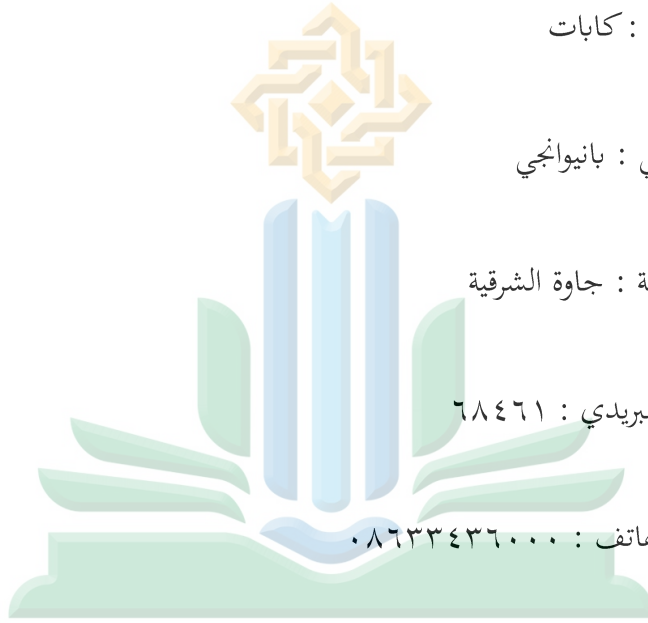 : كابات
: بانيوانجي
: جاوة الشرقية
: ٦٨٤٦١
: ٠٨٦٣٣٤٣٦٠٠٠